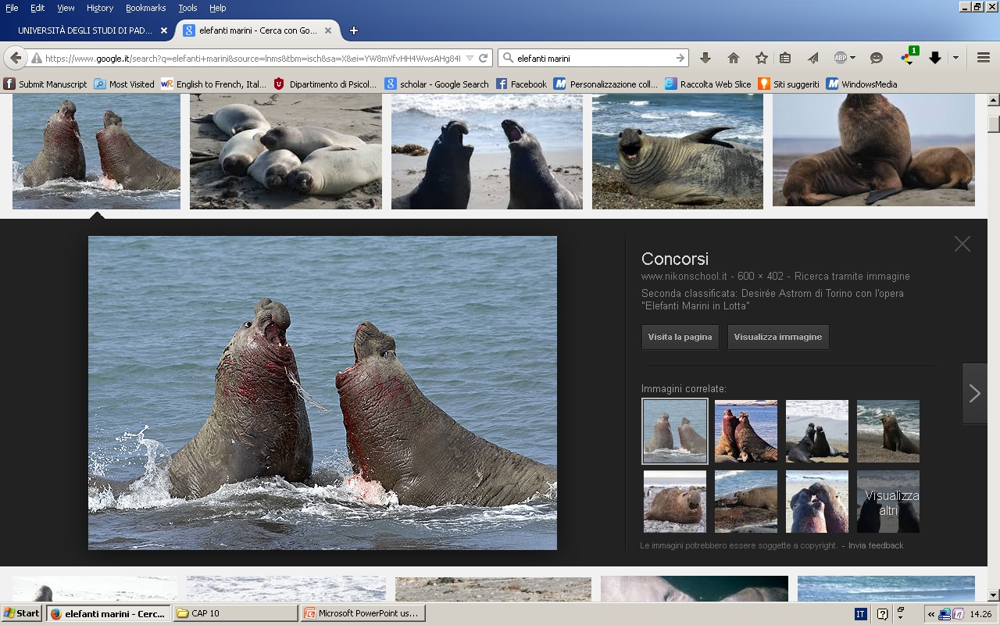 File Edit View History Bookmarks Tools Help
UNIVERSITÀ DEGLI STUDI DI PAD... elefanti marini - Cerca con Go...
https://www.google.it/search?q=elefanti+marini&source=lnms&tbm=isch&sa=X&ei=YW8mVfvHH4WwsAHg84I elefanti marini ABP 1
Submit Manuscript Most Visited English to French, Ital... Dipartimento di Psicol... scholar - Google Search Facebook Personalizzazione coll... Raccolta Web Slice Siti suggeriti WindowsMedia
Concorsi
www.nikonschool.it - 600 × 402 - Ricerca tramite immagine
Seconda classificata: Desirée Astrom di Torino con l'opera
"Elefanti Marini in Lotta"
Visita la pagina Visualizza immagine
Immagini correlate:
Visualizza
altri
Le immagini potrebbero essere soggette a copyright. - Invia feedback
Start elefanti marini - Cerc... CAP 10 Microsoft PowerPoint us... IT 14.26